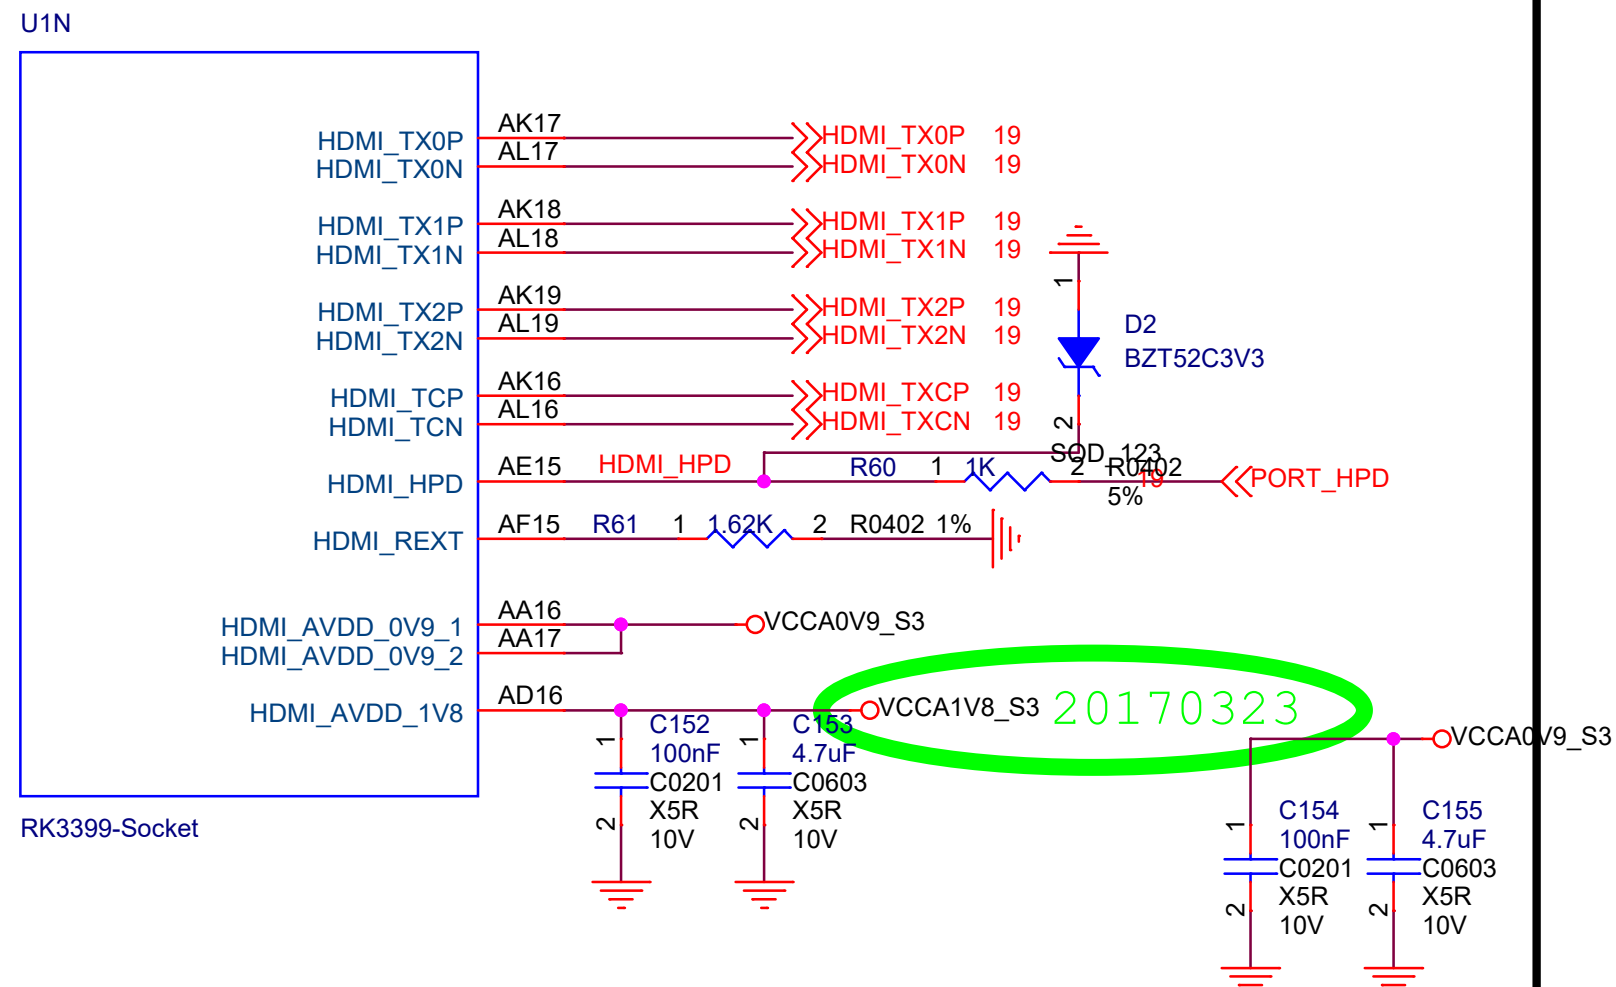 U1N
HDMI_TX0P AK17 HDMI_TX0P 19
HDMI_TX0N AL17 HDMI_TX0N 19
HDMI_TX1P AK18 HDMI_TX1P 19
HDMI_TX1N AL18 HDMI_TX1N 19
1
HDMI_TX2P AK19 HDMI_TX2P 19
HDMI_TX2N AL19 HDMI_TX2N 19
D2
BZT52C3V3
HDMI_TCP AK16 HDMI_TXCP 19
HDMI_TCN AL16 HDMI_TXCN 19
2
SOD_123
HDMI_HPD AE15 HDMI_HPD R60 1 1K 2 R0402 19 PORT_HPD
5%
HDMI_REXT AF15 R61 1 1.62K 2 R0402 1%
HDMI_AVDD_0V9_1 AA16 VCCA0V9_S3
HDMI_AVDD_0V9_2 AA17
HDMI_AVDD_1V8 AD16 VCCA1V8_S3 20170323
C152
100nF
C0201
X5R
10V
1
2
C153
4.7uF
C0603
X5R
10V
1
2
VCCA0V9_S3
C154
100nF
C0201
X5R
10V
1
2
C155
4.7uF
C0603
X5R
10V
1
2
RK3399-Socket